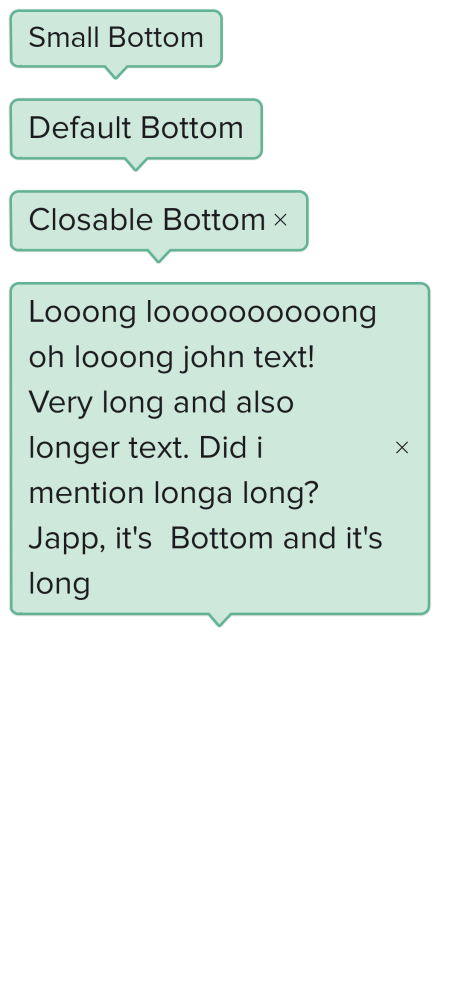 Small Bottom
Default Bottom
Closable Bottom ×
Looong looooooooooong
oh looong john text!
Very long and also
longer text. Did i
mention longa long?
Japp, it's  Bottom and it's
long
×